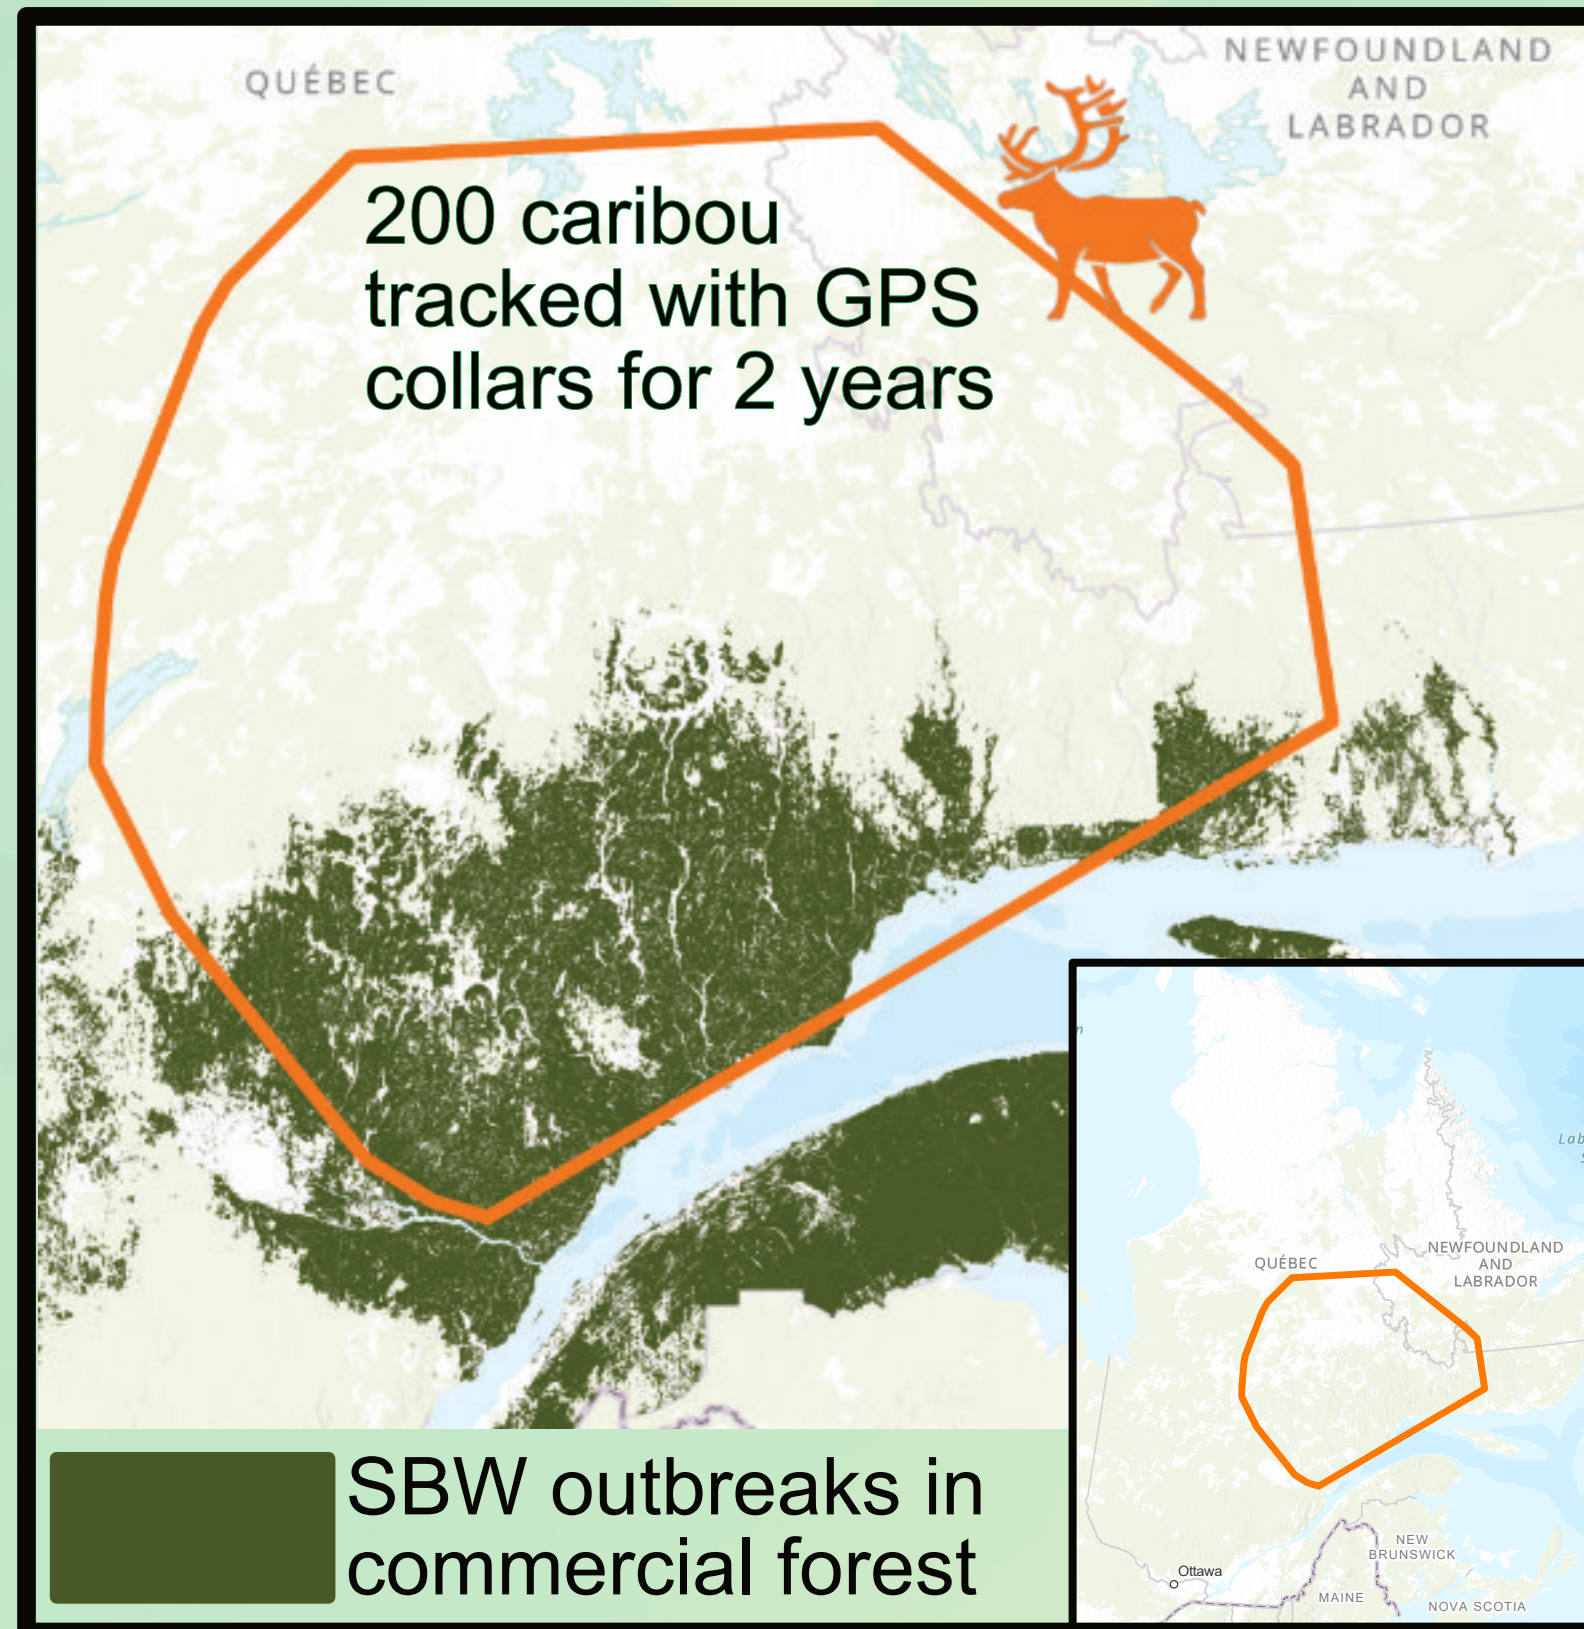 QUÉBEC
NEWFOUNDLAND
AND
LABRADOR
200 caribou
tracked with GPS
collars for 2 years
SBW outbreaks in
commercial forest
n
Lab
QUÉBEC
NEWFOUNDLAND
AND
LABRADOR
NEW
BRUNSWICK
Ottawa
MAINE
NOVA SCOTIA